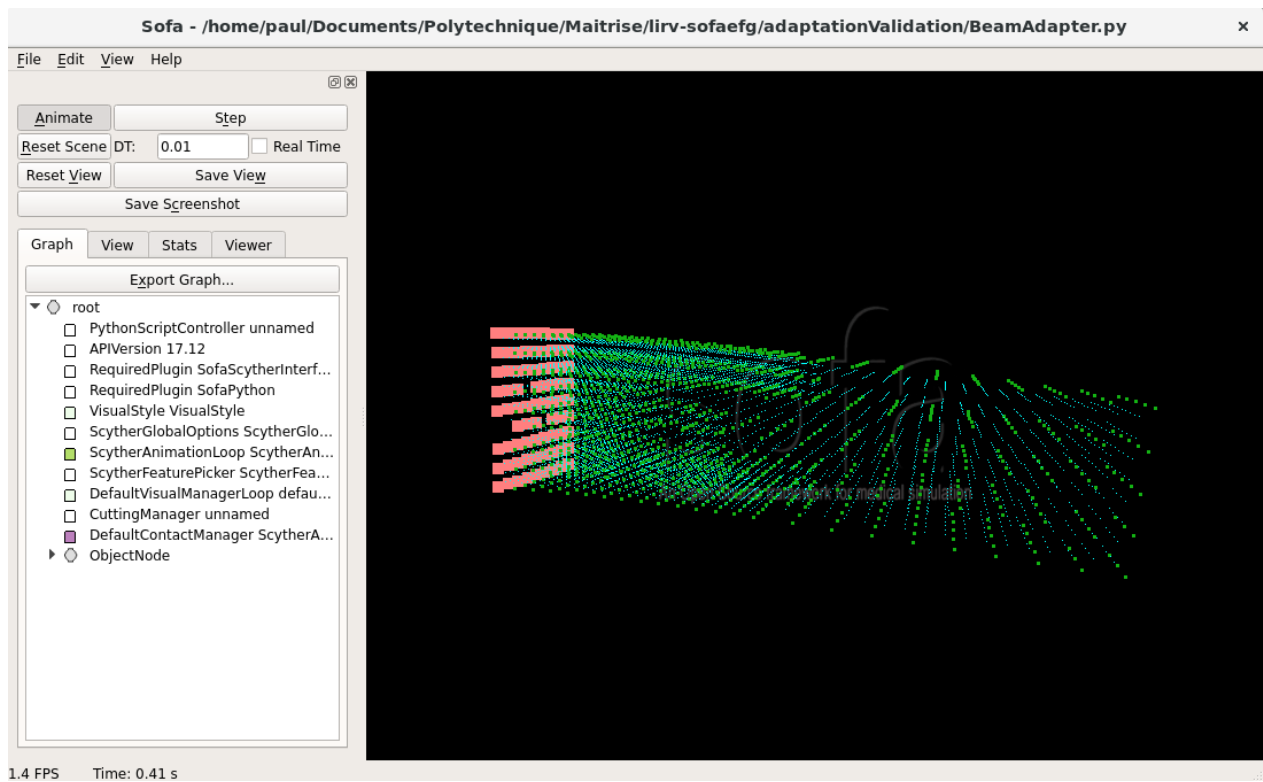 Sofa - /home/paul/Documents/Polytechnique/Maitrise/lirv-sofaefg/adaptationValidation/BeamAdapter.py
File Edit View Help
Animate Step
Reset Scene DT: 0.01 Real Time
Reset View Save View
Save Screenshot
Graph View Stats Viewer
Export Graph...
root
PythonScriptController unnamed
APIVersion 17.12
RequiredPlugin SofaScytherInterf...
RequiredPlugin SofaPython
VisualStyle VisualStyle
ScytherGlobalOptions ScytherGlo...
ScytherAnimationLoop ScytherAn...
ScytherFeaturePicker ScytherFea...
DefaultVisualManagerLoop defau...
CuttingManager unnamed
DefaultContactManager ScytherA...
ObjectNode
for medical simulation
1.4 FPS Time: 0.41 s